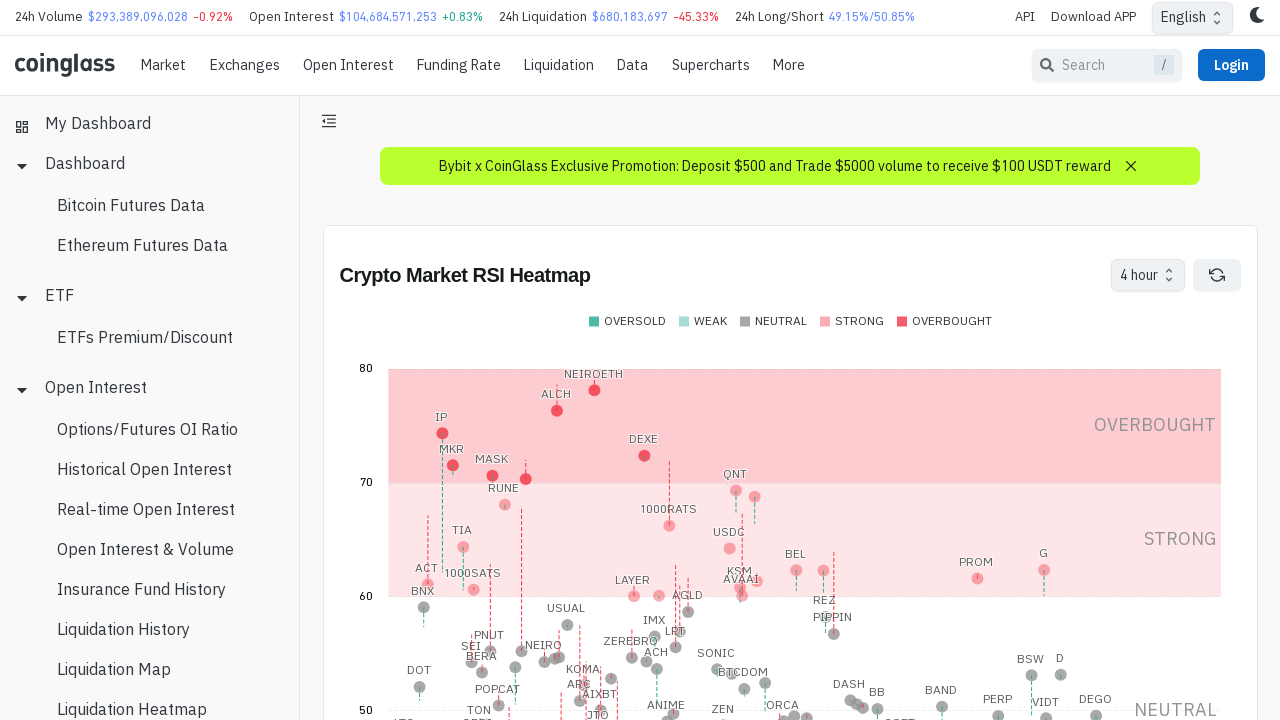 24h Volume $293,389,096,028 -0.92% Open Interest $104,684,571,253 +0.83% 24h Liquidation $680,183,697 -45.33% 24h Long/Short 49.15%/50.85% API Download APP English
coinglass Market Exchanges Open Interest Funding Rate Liquidation Data Supercharts More Search / Login
My Dashboard
Dashboard
Bitcoin Futures Data
Ethereum Futures Data
ETF
ETFs Premium/Discount
Open Interest
Options/Futures OI Ratio
Historical Open Interest
Real-time Open Interest
Open Interest & Volume
Insurance Fund History
Liquidation History
Liquidation Map
Liquidation Heatmap
Bybit x CoinGlass Exclusive Promotion: Deposit $500 and Trade $5000 volume to receive $100 USDT reward
Crypto Market RSI Heatmap 4 hour
OVERSOLD WEAK NEUTRAL STRONG OVERBOUGHT
80
NEIROETH
ALCH
IP
OVERBOUGHT
DEXE
MKR
MASK
QNT
70
RUNE
1000RATS
TIA
USDC
STRONG
BEL
G
PROM
ACT
1000SATS
KSM
LAYER
AVAAI
BNX
AGLD
60
REZ
USUAL
PIPPIN
IMX
LPT
PNUT
ZEREBRO
SEI
NEIRO
ACH
SONIC
BERA
BSW
D
DOT
KOMA
BTCDOM
ARC
DASH
POPCAT
BAND
AIXBT
BB
PERP
DEGO
VIDT
ANIME
ORCA
TON
ZEN
50
JTO
NEUTRAL